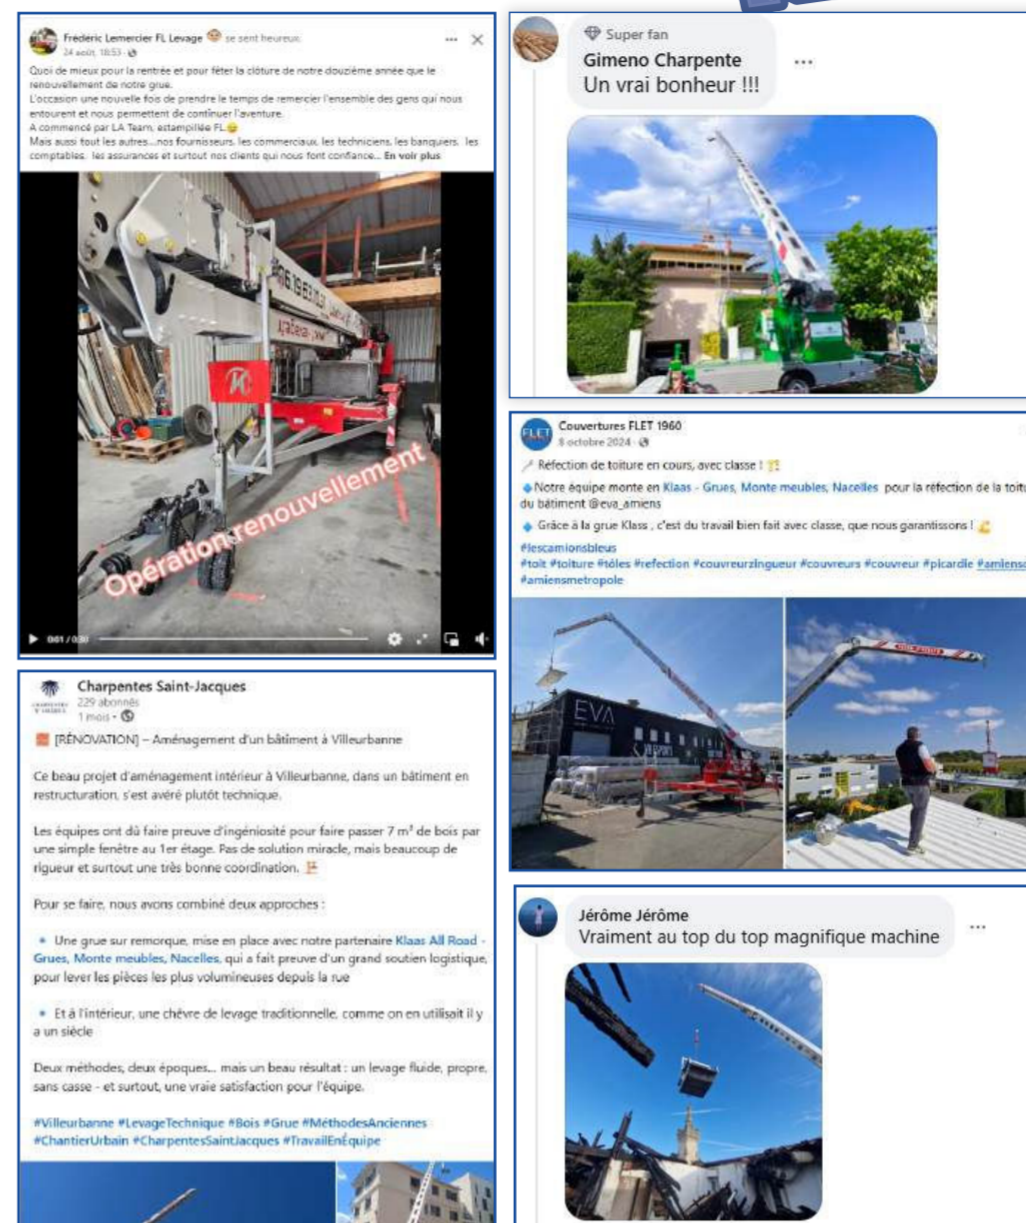 Frédéric Lemercier FL Levage se sent heureux.
24 août, 18:53
Quoi de mieux pour la rentrée et pour fêter la clôture de notre douzième année que le
renouvellement de notre grue.
L'occasion une nouvelle fois de prendre le temps de remercier l'ensemble des gens qui nous
entourent et nous permettent de continuer l'aventure.
A commencé par LA Team, estampillée FL
Mais aussi tout les autres...nos fournisseurs, les commerciaux, les techniciens, les banquiers, les
comptables, les assurances et surtout nos clients qui nous font confiance... En voir plus
Opération renouvellement
0:01 / 0:30
Charpentes Saint-Jacques
229 abonnés
1 mois •
[RÉNOVATION] – Aménagement d'un bâtiment à Villeurbanne
Ce beau projet d'aménagement intérieur à Villeurbanne, dans un bâtiment en
restructuration, s'est avéré plutôt technique.
Les équipes ont dû faire preuve d'ingéniosité pour faire passer 7 m³ de bois par
une simple fenêtre au 1er étage. Pas de solution miracle, mais beaucoup de
rigueur et surtout une très bonne coordination.
Pour se faire, nous avons combiné deux approches :
Une grue sur remorque, mise en place avec notre partenaire Klaas All Road -
Grues, Monte meubles, Nacelles, qui a fait preuve d'un grand soutien logistique,
pour lever les pièces les plus volumineuses depuis la rue
Et à l'intérieur, une chèvre de levage traditionnelle, comme on en utilisait il y
a un siècle
Deux méthodes, deux époques... mais un beau résultat : un levage fluide, propre,
sans casse - et surtout, une vraie satisfaction pour l'équipe.
#Villeurbanne #LevageTechnique #Bois #Grue #MéthodesAnciennes
#ChantierUrbain #CharpentesSaintJacques #TravailEnÉquipe
Super fan
Gimeno Charpente
Un vrai bonheur !!!
FLET
Couvertures FLET 1960
8 octobre 2024
Réfection de toiture en cours, avec classe !
Notre équipe monte en Klaas - Grues, Monte meubles, Nacelles pour la réfection de la
du bâtiment @eva_amiens
Grâce à la grue Klass , c'est du travail bien fait avec classe, que nous garantissons !
#lescamionsbleus
#toit #toiture #tôles #refection #couvreurzingueur #couvreurs #couvreur #picardie
#amiensmetropole
EVA
Jérôme Jérôme
Vraiment au top du top magnifique machine